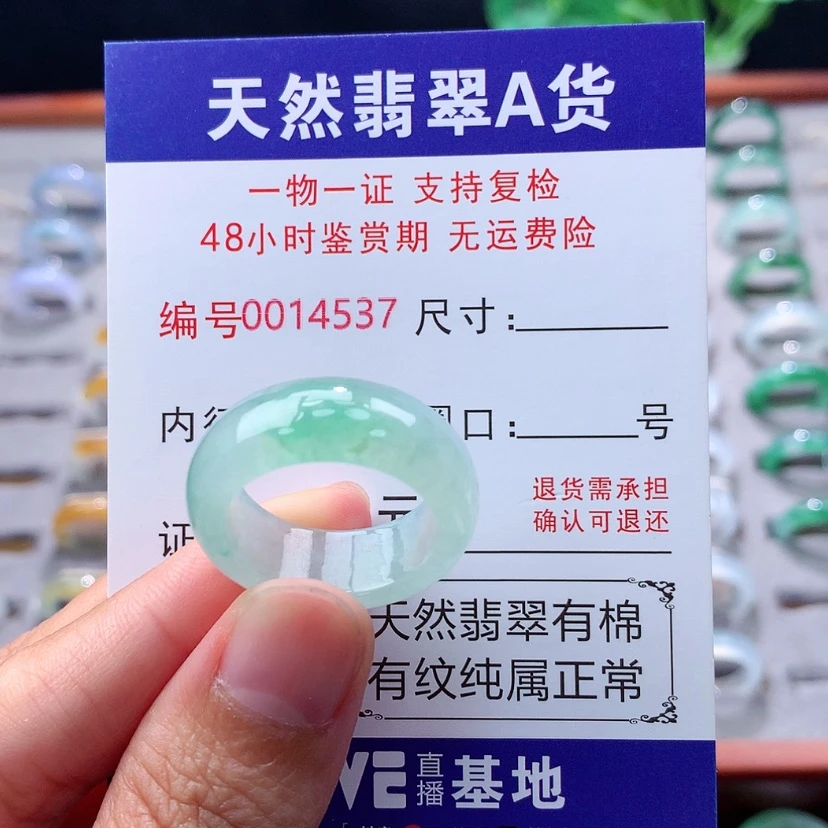 天然翡翠A货
一物一证 支持复检
48小时鉴赏期 无运费险
编号0014537 尺寸:
内 口: 号
元
退货需承担
确认可退还
证
天然翡翠有棉
有纹纯属正常
直播
基地